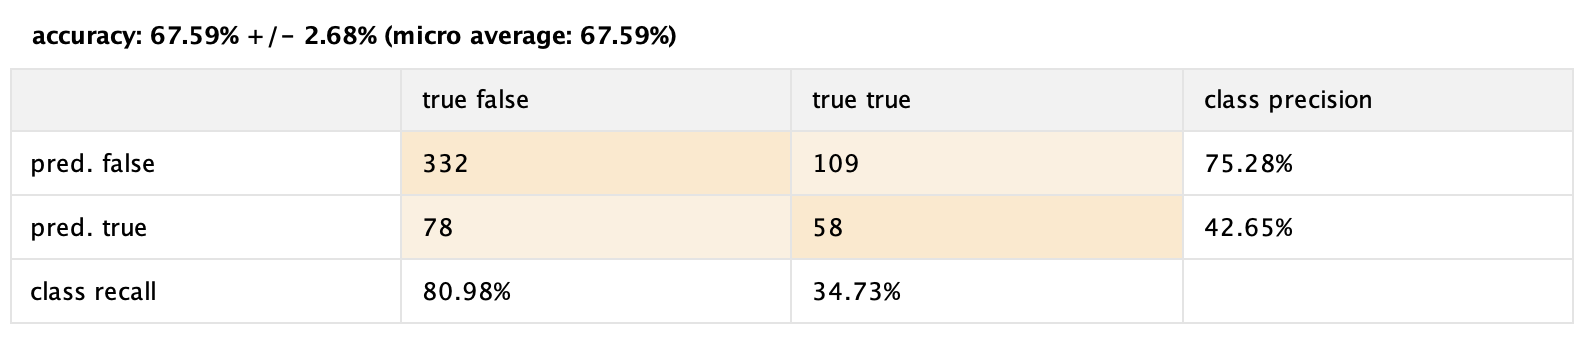 accuracy: 67.59% +/- 2.68% (micro average: 67.59%)
true false true true class precision
pred. false 332 109 75.28%
pred. true 78 58 42.65%
class recall 80.98% 34.73%